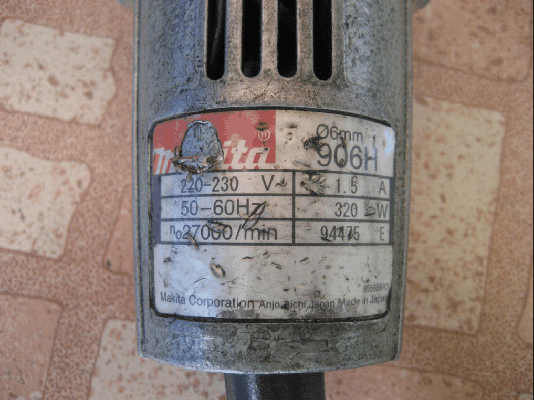 makita ®
Ø6mm
906H
220-230 V~ 1.5 A
50-60Hz 320 W
n₀27000/min 94475 E
Makita Corporation Anjo, Aichi, Japan Made in Japan